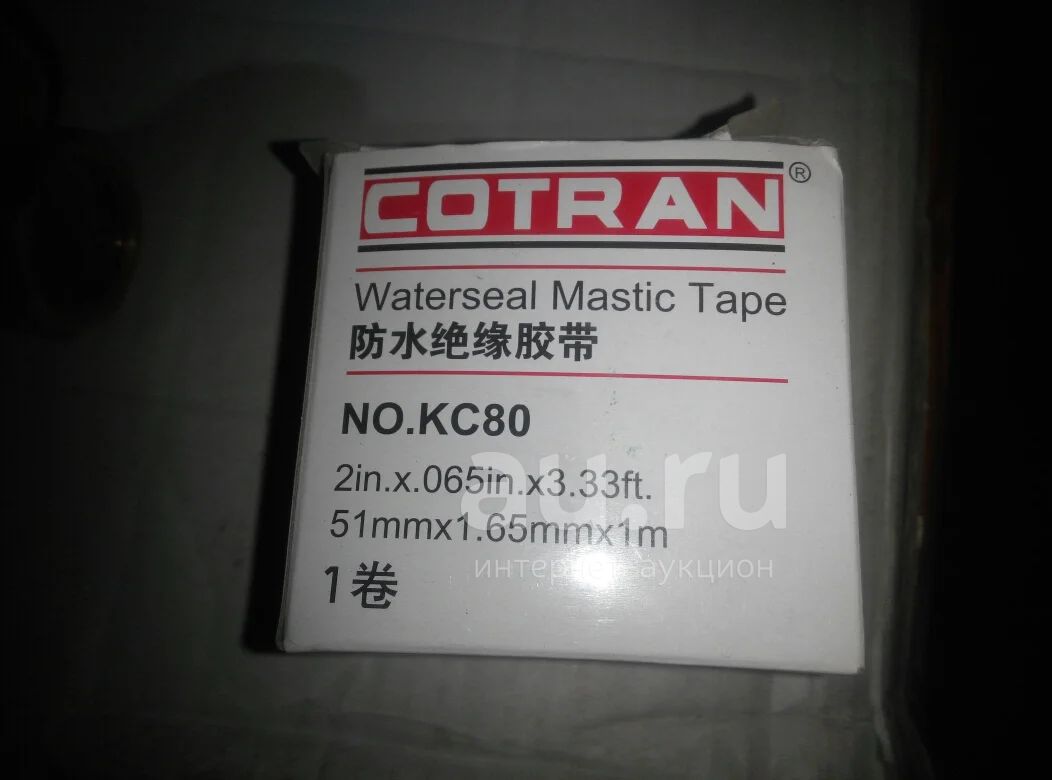 COTRAN®
Waterseal Mastic Tape
防水绝缘胶带
NO.KC80
2in.x.065in.x3.33ft.
51mmx1.65mmx1m
1卷
au.ru
интернет аукцион